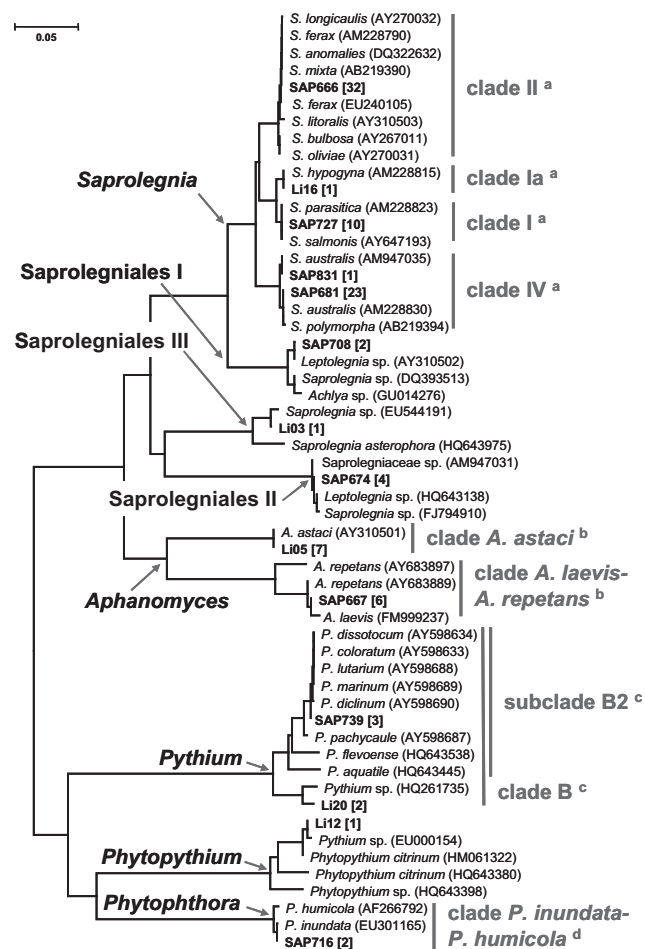 0.05
S. longicaulis (AY270032)
S. ferax (AM228790)
S. anomalies (DQ322632)
S. mixta (AB219390)
SAP666 [32]
S. ferax (EU240105)
S. litoralis (AY310503)
S. bulbosa (AY267011)
S. oliviae (AY270031)
clade II a
S. hypogyna (AM228815)
Li16 [1]
clade Ia a
S. parasitica (AM228823)
SAP727 [10]
S. salmonis (AY647193)
clade I a
S. australis (AM947035)
SAP831 [1]
SAP681 [23]
S. australis (AM228830)
S. polymorpha (AB219394)
clade IV a
Saprolegnia
Saprolegniales I
SAP708 [2]
Leptolegnia sp. (AY310502)
Saprolegnia sp. (DQ393513)
Achlya sp. (GU014276)
Saprolegniales III
Saprolegnia sp. (EU544191)
Li03 [1]
Saprolegnia asterophora (HQ643975)
Saprolegniaceae sp. (AM947031)
SAP674 [4]
Leptolegnia sp. (HQ643138)
Saprolegnia sp. (FJ794910)
Saprolegniales II
A. astaci (AY310501)
Li05 [7]
clade A. astaci b
A. repetans (AY683897)
A. repetans (AY683889)
SAP667 [6]
A. laevis (FM999237)
clade A. laevis-
A. repetans b
Aphanomyces
P. dissotocum (AY598634)
P. coloratum (AY598633)
P. lutarium (AY598688)
P. marinum (AY598689)
P. diclinum (AY598690)
SAP739 [3]
P. pachycaule (AY598687)
P. flevoense (HQ643538)
P. aquatile (HQ643445)
subclade B2 c
Pythium sp. (HQ261735)
Li20 [2]
clade B c
Pythium
Li12 [1]
Pythium sp. (EU000154)
Phytopythium citrinum (HM061322)
Phytopythium citrinum (HQ643380)
Phytopythium sp. (HQ643398)
Phytopythium
Phytophthora
P. humicola (AF266792)
P. inundata (EU301165)
SAP716 [2]
clade P. inundata-
P. humicola d